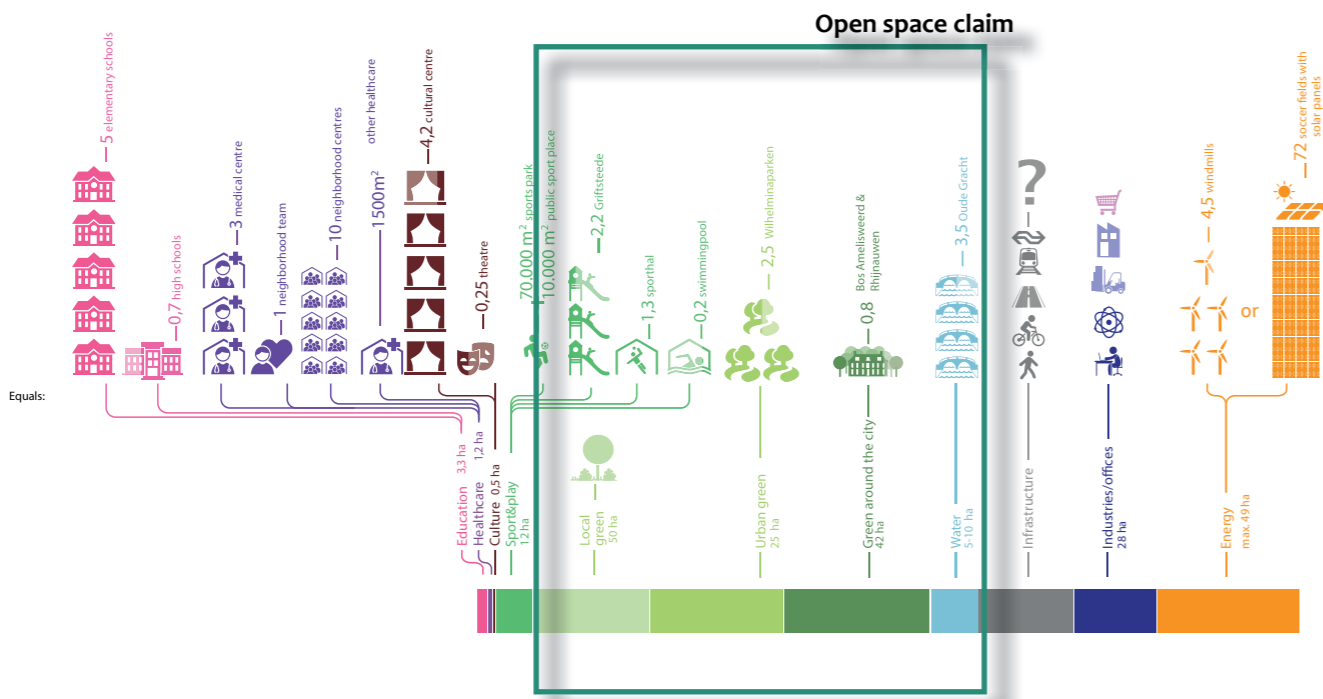 Open space claim
5 elementary schools
0,7 high schools
3 medical centre
1 neighborhood team
10 neighborhood centres
other healthcare
1500m²
4,2 cultural centre
0,25 theatre
70.000 m² sports park
10.000 m² public sport place
2,2 Griftsteede
1,3 sporthal
0,2 swimmingpool
2,5 Wilhelminaparken
0,8
Bos Amelisweerd &
Rhijnauwen
3,5 Oude Gracht
?
4,5 windmills
or
72 soccer fields with
solar panels
Equals:
Education 3,3 ha
Healthcare 1,2 ha
Culture 0,5 ha
Sport&play
12 ha
Local
green
50 ha
Urban green
25 ha
Green around the city
42 ha
Water
5-10 ha
Infrastructure
Industries/offices
28 ha
Energy
max. 49 ha